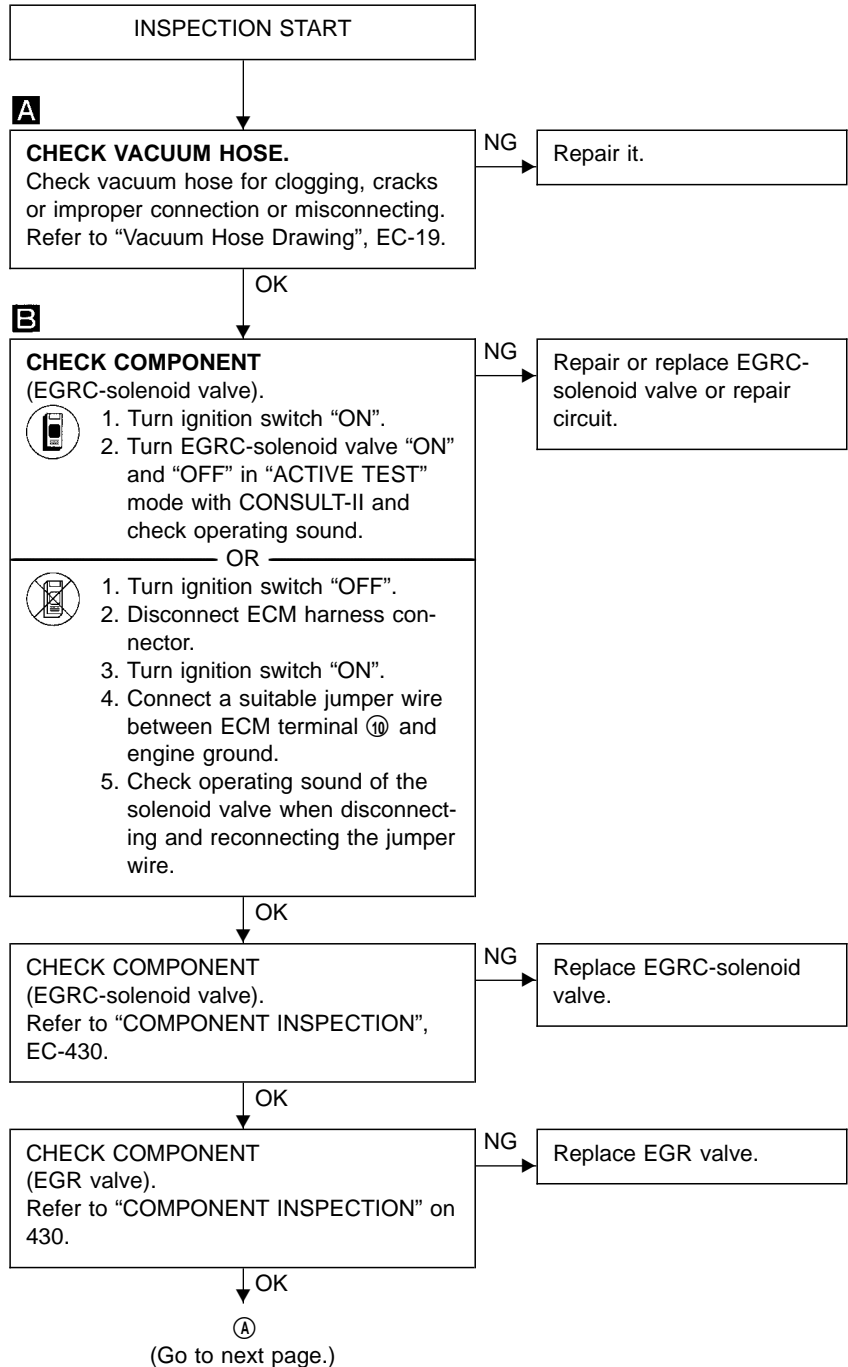 INSPECTION START
A
CHECK VACUUM HOSE.
Check vacuum hose for clogging, cracks
or improper connection or misconnecting.
Refer to “Vacuum Hose Drawing”, EC-19.
NG
Repair it.
OK
B
CHECK COMPONENT
(EGRC-solenoid valve).
1. Turn ignition switch “ON”.
2. Turn EGRC-solenoid valve “ON”
and “OFF” in “ACTIVE TEST”
mode with CONSULT-II and
check operating sound.
OR
1. Turn ignition switch “OFF”.
2. Disconnect ECM harness con-
nector.
3. Turn ignition switch “ON”.
4. Connect a suitable jumper wire
between ECM terminal ⑩ and
engine ground.
5. Check operating sound of the
solenoid valve when disconnect-
ing and reconnecting the jumper
wire.
NG
Repair or replace EGRC-
solenoid valve or repair
circuit.
OK
CHECK COMPONENT
(EGRC-solenoid valve).
Refer to “COMPONENT INSPECTION”,
EC-430.
NG
Replace EGRC-solenoid
valve.
OK
CHECK COMPONENT
(EGR valve).
Refer to “COMPONENT INSPECTION” on
430.
NG
Replace EGR valve.
OK
Ⓐ
(Go to next page.)